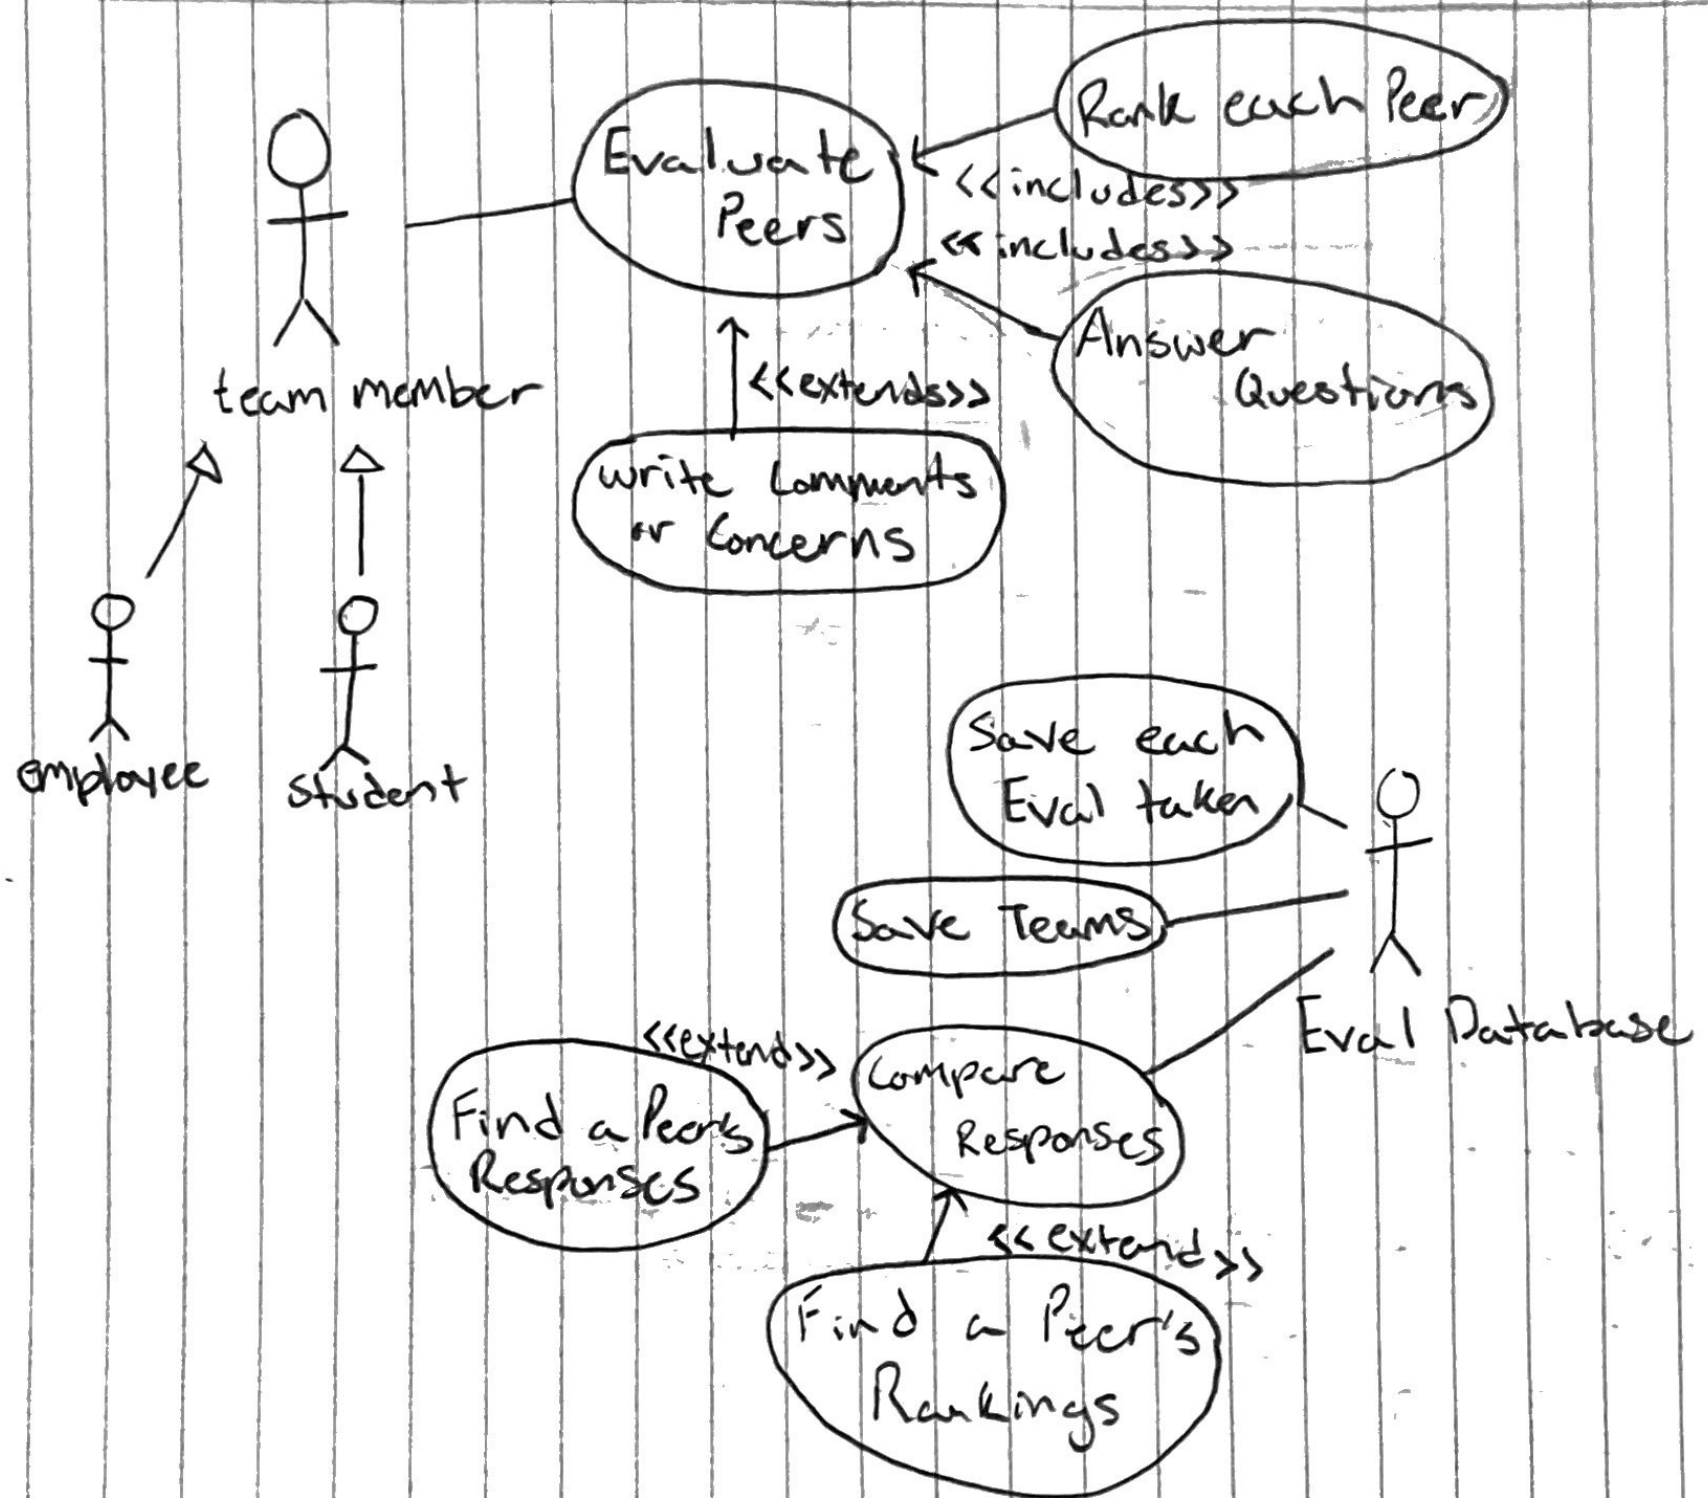 Rank each Peer
Evaluate
Peers
<<includes>>
<<includes>>
Answer
Questions
team member
<<extends>>
write Comments
or Concerns
employee
student
Save each
Eval taken
Save Teams
Eval Database
<<extend>>
Compare
Responses
Find a Peer's
Responses
<<extend>>
Find a Peer's
Rankings